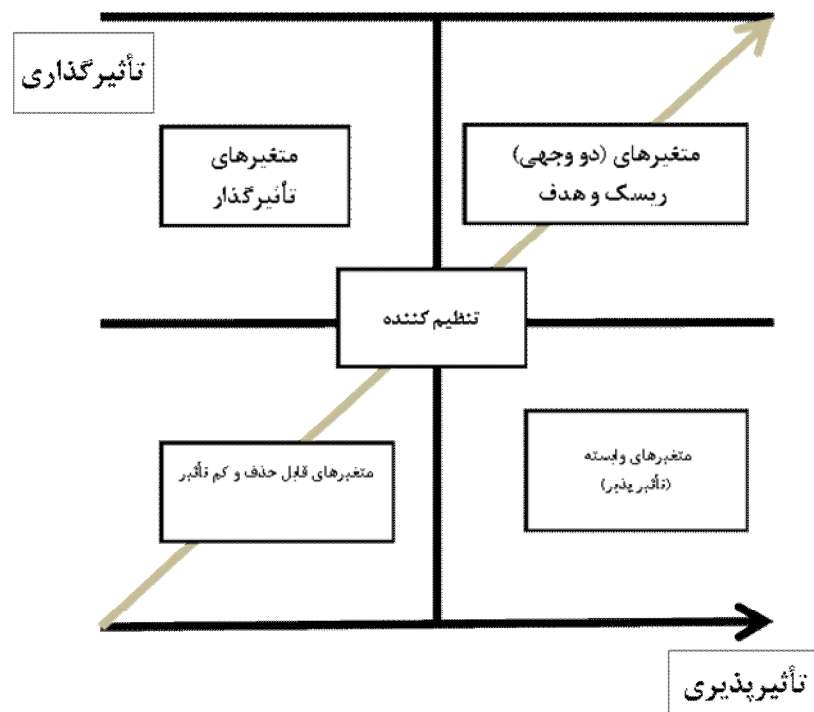 تأثیرگذاری
متغیرهای (دو وجهی)
ریسک و هدف
متغیرهای
تأثیرگذار
تنظیم کننده
متغیرهای وابسته
(تأثیر پذیر)
متغیرهای قابل حذف و کم تأثیر
تأثیرپذیری